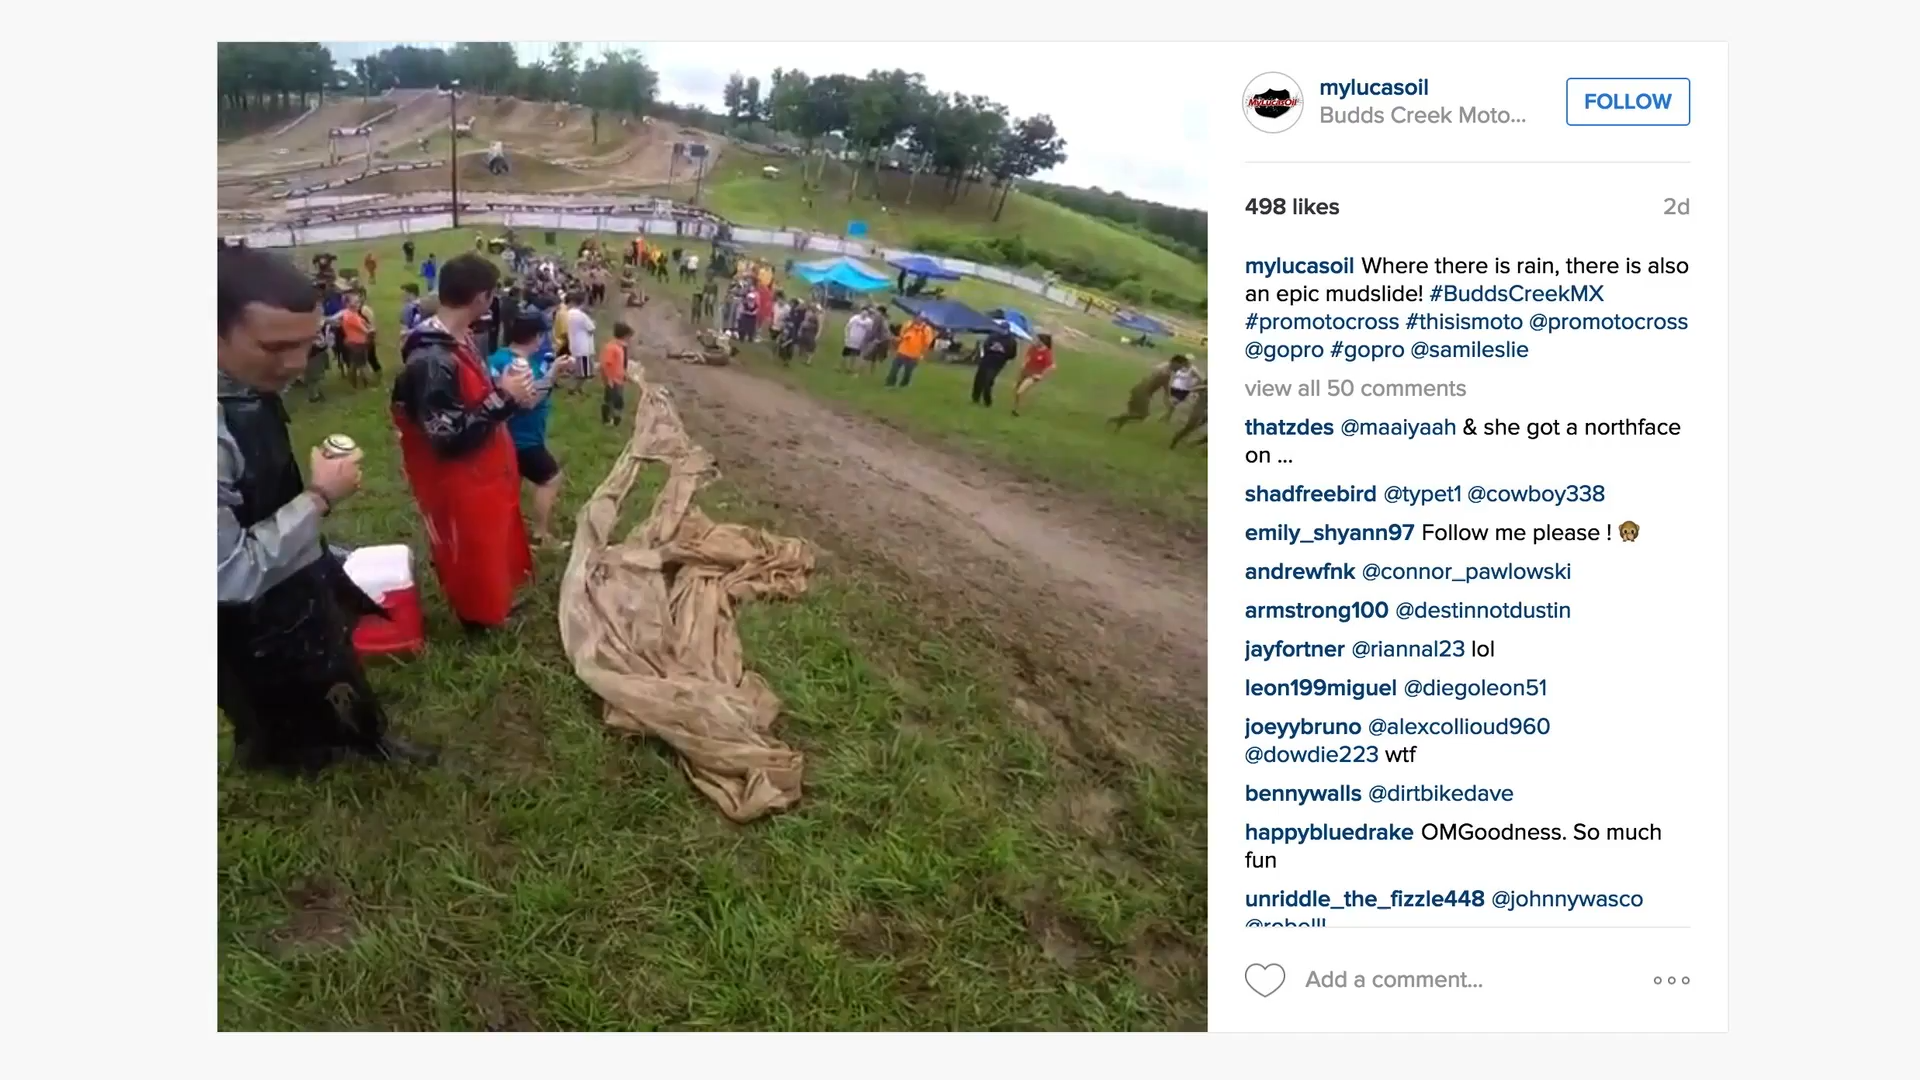 mylucasoil
Budds Creek Moto...
FOLLOW
MyLucasOil
498 likes
2d
mylucasoil Where there is rain, there is also
an epic mudslide! #BuddsCreekMX
#promotocross #thisismoto @promotocross
@gopro #gopro @samileslie
view all 50 comments
thatzdes @maaiyaah & she got a northface
on ...
shadfreebird @typet1 @cowboy338
emily_shyann97 Follow me please ! 🙊
andrewfnk @connor_pawlowski
armstrong100 @destinnotdustin
jayfortner @riannal23 lol
leon199miguel @diegoleon51
joeyybruno @alexcollioud960
@dowdie223 wtf
bennywalls @dirtbikedave
happybluedrake OMGoodness. So much
fun
unriddle_the_fizzle448 @johnnywasco
Add a comment...